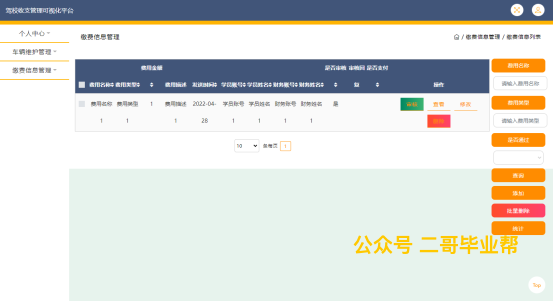 驾校收支管理可视化平台
个人中心
车辆维护管理
缴费信息管理
缴费信息管理
/ 缴费信息管理 / 缴费信息列表
费用金额 是否审核 审核回 是否支付
费用名称 费用类型 费用描述 发送时间 学员账号 学员姓名 财务账号 财务姓名 复 操作
费用名称 费用类型 1 费用描述 2022-04- 学员账号 学员姓名 财务账号 财务姓名 是
查看 修改
1 1 1 28 1 1 1 1
10 条每页 1
费用名称
请输入费用名称
费用类型
请输入费用类型
是否通过
查询
添加
批量删除
统计
公众号 二哥毕业帮
Top